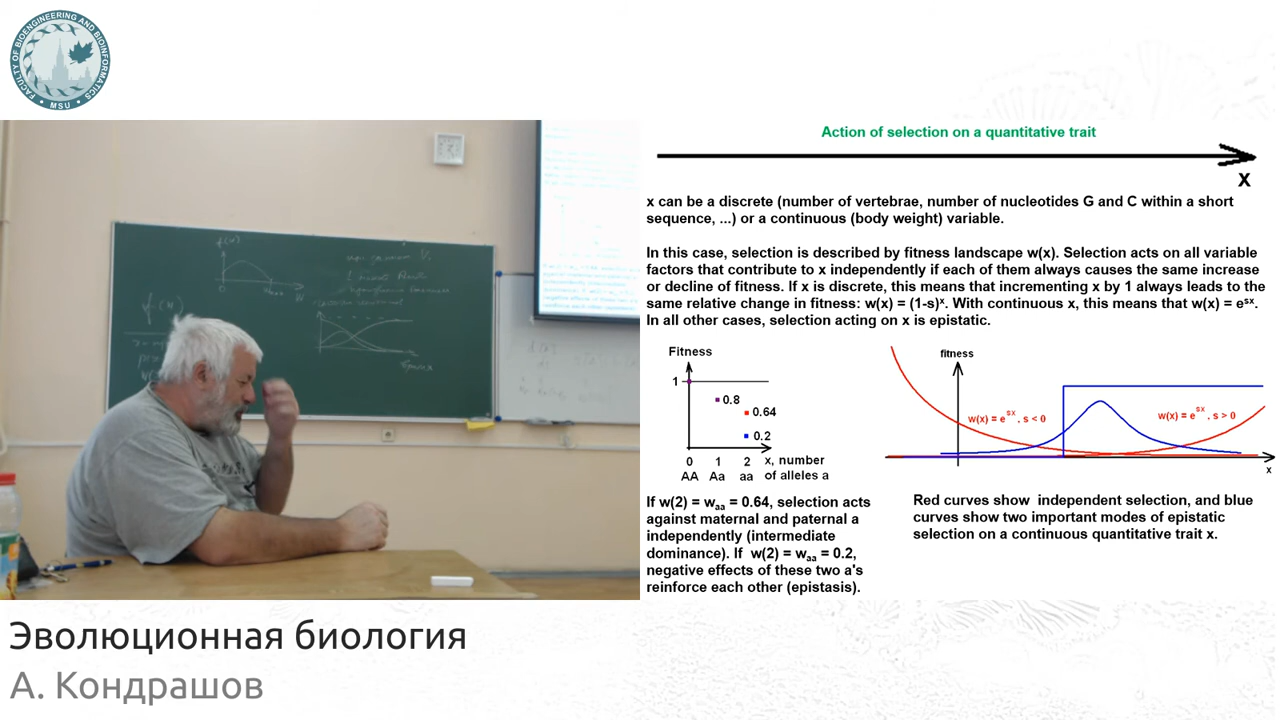 FACULTY OF BIOENGINEERING AND BIOINFORMATICS
• MSU •
Action of selection on a quantitative trait
x
x can be a discrete (number of vertebrae, number of nucleotides G and C within a short
sequence, ...) or a continuous (body weight) variable.
In this case, selection is described by fitness landscape w(x). Selection acts on all variable
factors that contribute to x independently if each of them always causes the same increase
or decline of fitness. If x is discrete, this means that incrementing x by 1 always leads to the
same relative change in fitness: w(x) = (1-s)ˣ. With continuous x, this means that w(x) = eˢˣ.
In all other cases, selection acting on x is epistatic.
Fitness
1
0.8
0.64
0.2
0 1 2 x, number
AA Aa aa of alleles a
fitness
w(x) = eˢˣ, s < 0
w(x) = eˢˣ, s > 0
x
If w(2) = waa = 0.64, selection acts
against maternal and paternal a
independently (intermediate
dominance). If w(2) = waa = 0.2,
negative effects of these two a's
reinforce each other (epistasis).
Red curves show independent selection, and blue
curves show two important modes of epistatic
selection on a continuous quantitative trait x.
Эволюционная биология
А. Кондрашов